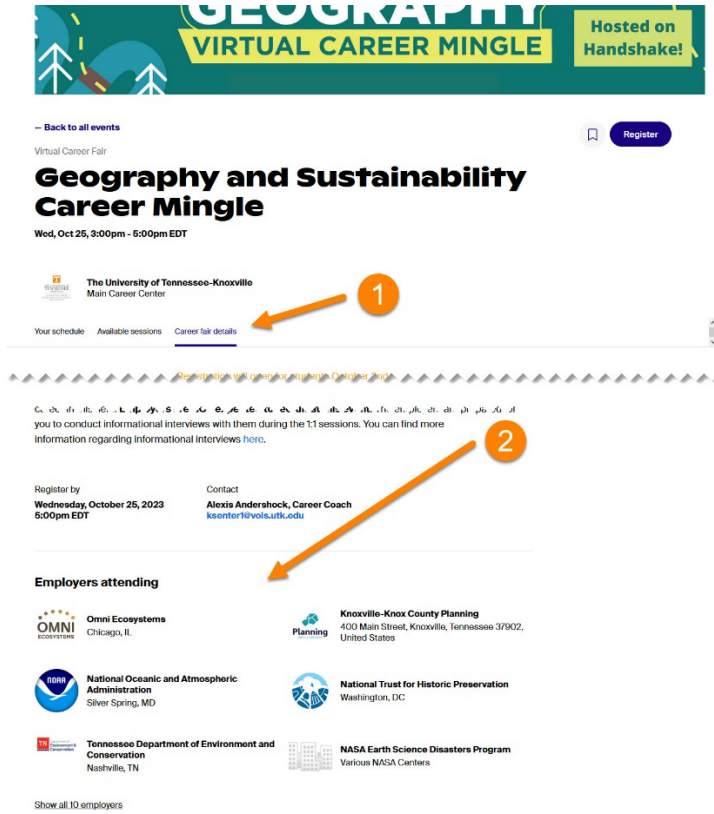 GEOGRAPHY
VIRTUAL CAREER MINGLE
Hosted on
Handshake!
← Back to all events
Register
Virtual Career Fair
Geography and Sustainability
Career Mingle
Wed, Oct 25, 3:00pm - 5:00pm EDT
The University of Tennessee-Knoxville
Main Career Center
1
Your schedule Available sessions Career fair details
Registration will open for students October 2nd
you to conduct informational interviews with them during the 1:1 sessions. You can find more
information regarding informational interviews here.
2
Register by Contact
Wednesday, October 25, 2023 Alexis Andershock, Career Coach
5:00pm EDT ksenter1@vols.utk.edu
Employers attending
OMNI
ECOSYSTEMS
Omni Ecosystems
Chicago, IL
Planning
Knoxville-Knox County Planning
400 Main Street, Knoxville, Tennessee 37902,
United States
NOAA
National Oceanic and Atmospheric
Administration
Silver Spring, MD
National Trust for Historic Preservation
Washington, DC
TN
Tennessee Department of Environment and
Conservation
Nashville, TN
NASA Earth Science Disasters Program
Various NASA Centers
Show all 10 employers